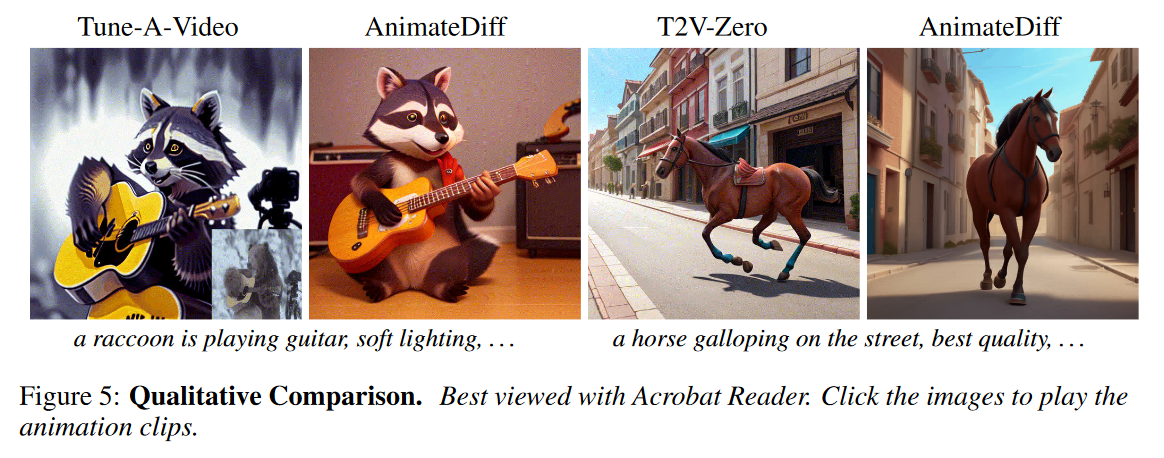 Tune-A-Video
AnimateDiff
T2V-Zero
AnimateDiff
a raccoon is playing guitar, soft lighting, ...
a horse galloping on the street, best quality, ...
Figure 5: Qualitative Comparison. Best viewed with Acrobat Reader. Click the images to play the
animation clips.